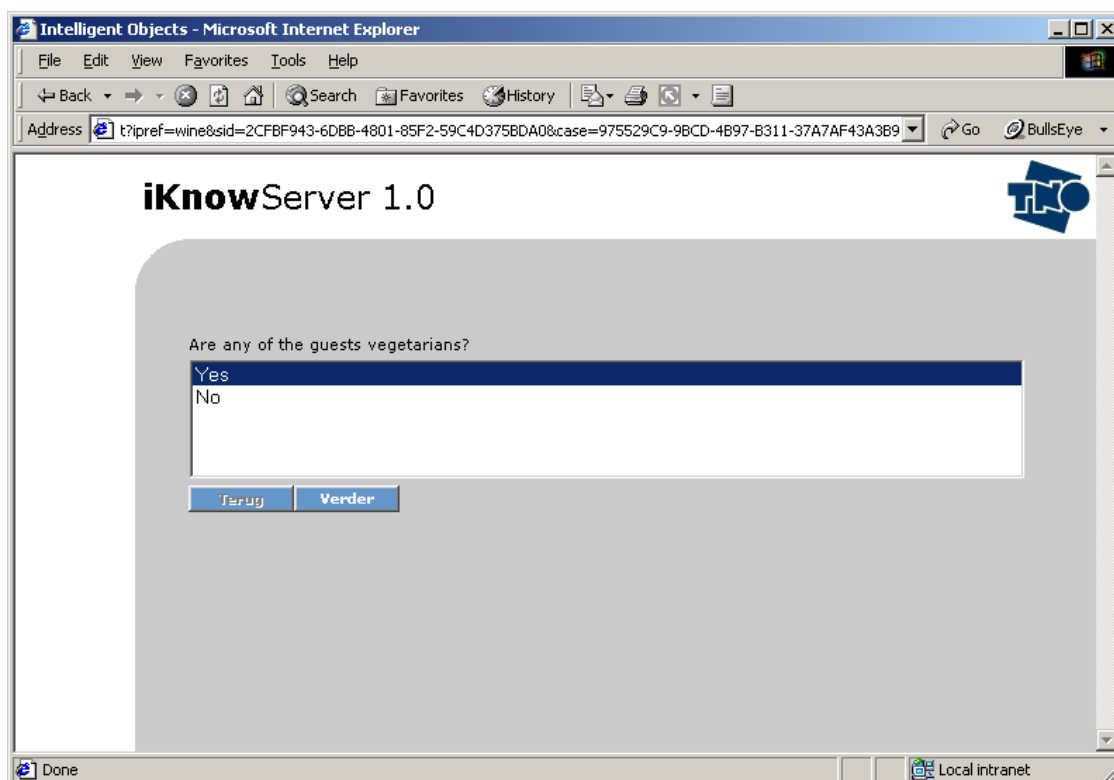 Intelligent Objects - Microsoft Internet Explorer
File Edit View Favorites Tools Help
Back Search Favorites History
Address t?ipref=wine&sid=2CFBF943-6DBB-4801-85F2-59C4D375BDA0&case=975529C9-9BCD-4B97-B311-37A7AF43A3B9 Go BullsEye
iKnowServer 1.0
TNO
Are any of the guests vegetarians?
Yes
No
Terug Verder
Done Local intranet